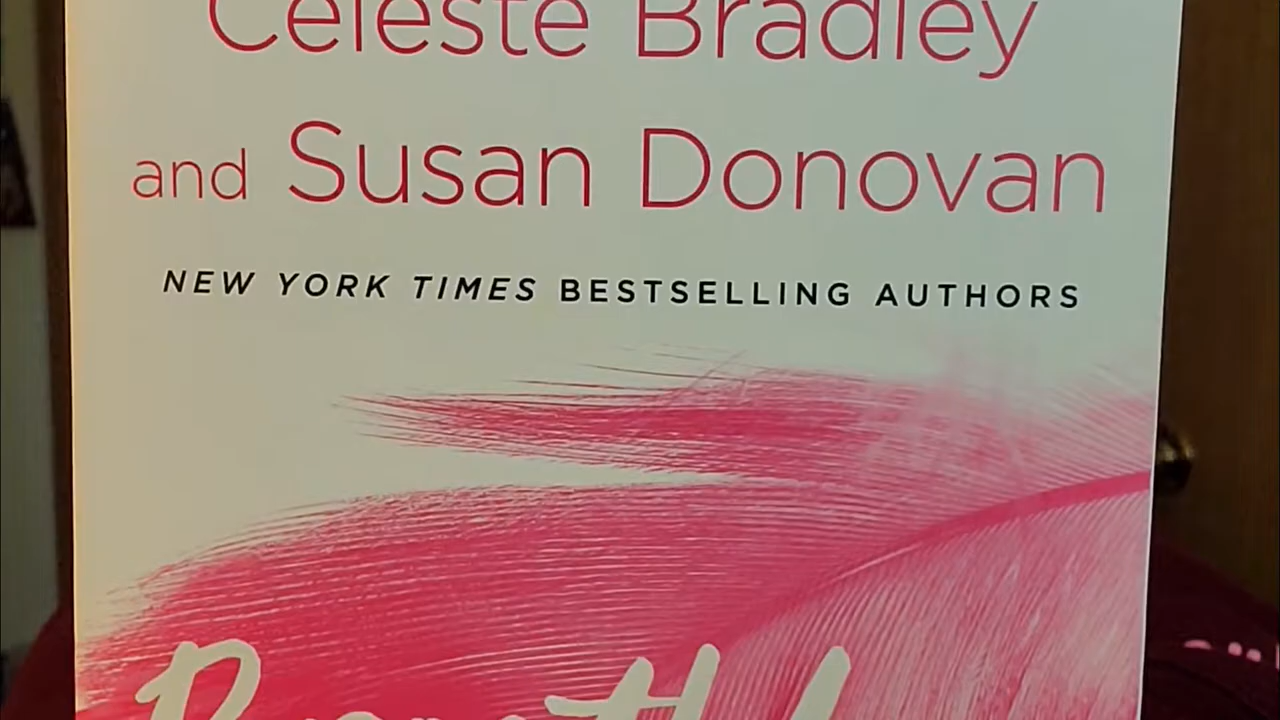 Celeste Bradley
and Susan Donovan
NEW YORK TIMES BESTSELLING AUTHORS